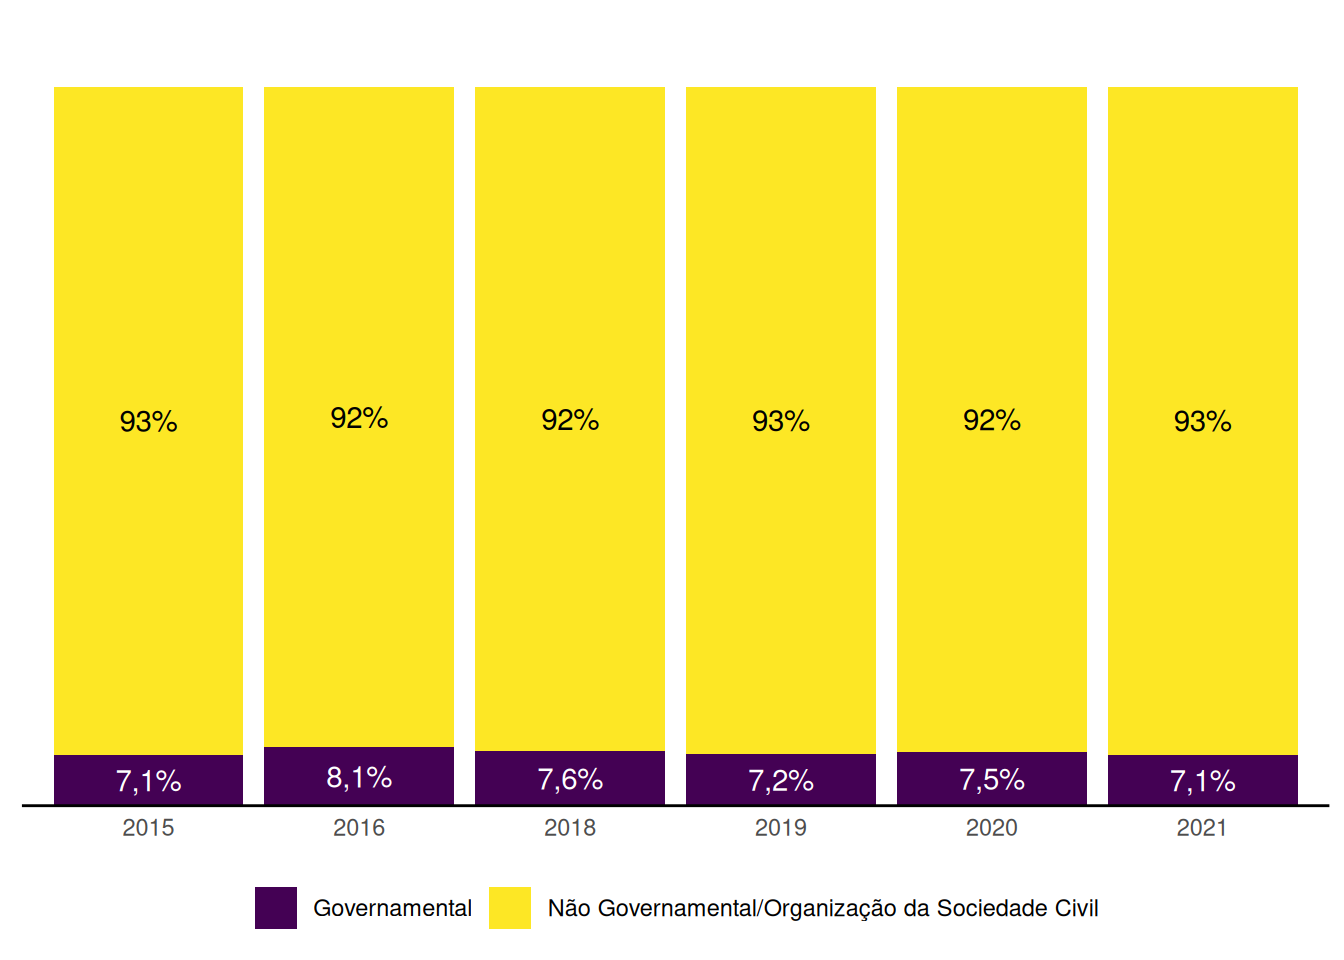 93% 92% 92% 93% 92% 93%
7,1% 8,1% 7,6% 7,2% 7,5% 7,1%
2015 2016 2018 2019 2020 2021
Governamental Não Governamental/Organização da Sociedade Civil